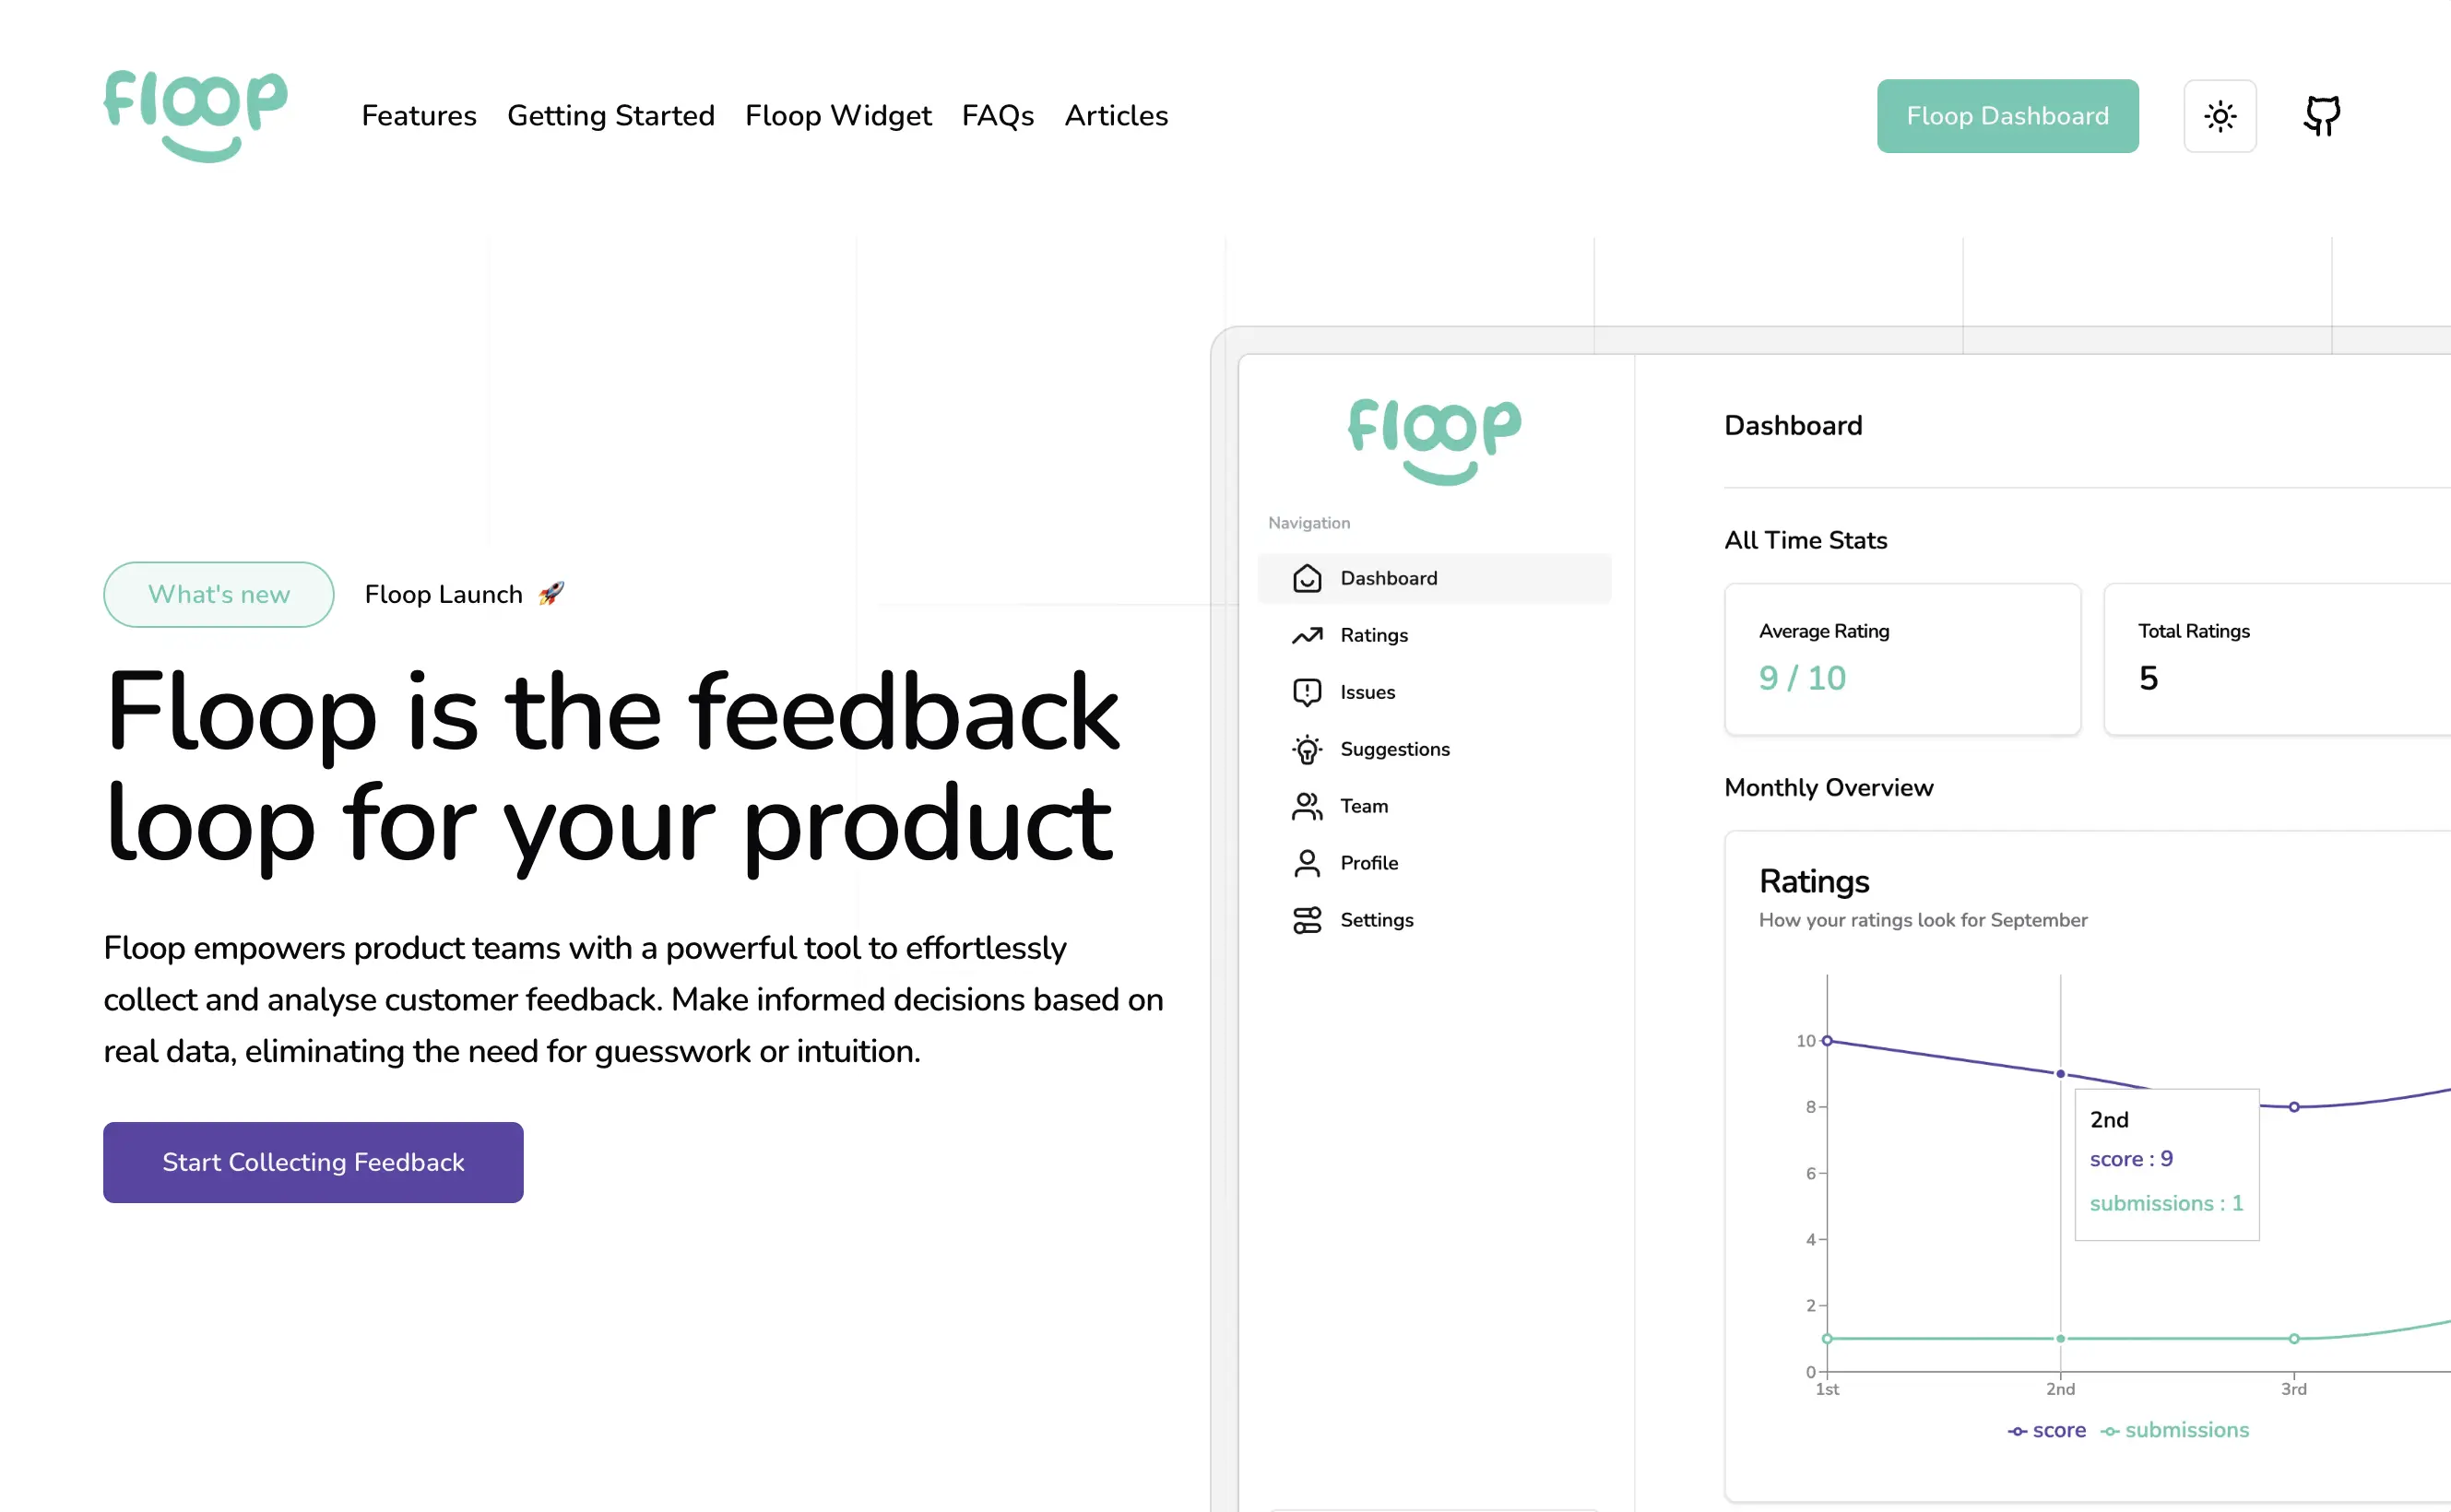 floop
Features Getting Started Floop Widget FAQs Articles
Floop Dashboard
What's new
Floop Launch 🚀
Floop is the feedback
loop for your product
Floop empowers product teams with a powerful tool to effortlessly
collect and analyse customer feedback. Make informed decisions based on
real data, eliminating the need for guesswork or intuition.
Start Collecting Feedback
floop
Navigation
Dashboard
Ratings
Issues
Suggestions
Team
Profile
Settings
Dashboard
All Time Stats
Average Rating
9 / 10
Total Ratings
5
Monthly Overview
Ratings
How your ratings look for September
10
8
6
4
2
0
1st 2nd 3rd
2nd
score : 9
submissions : 1
score submissions